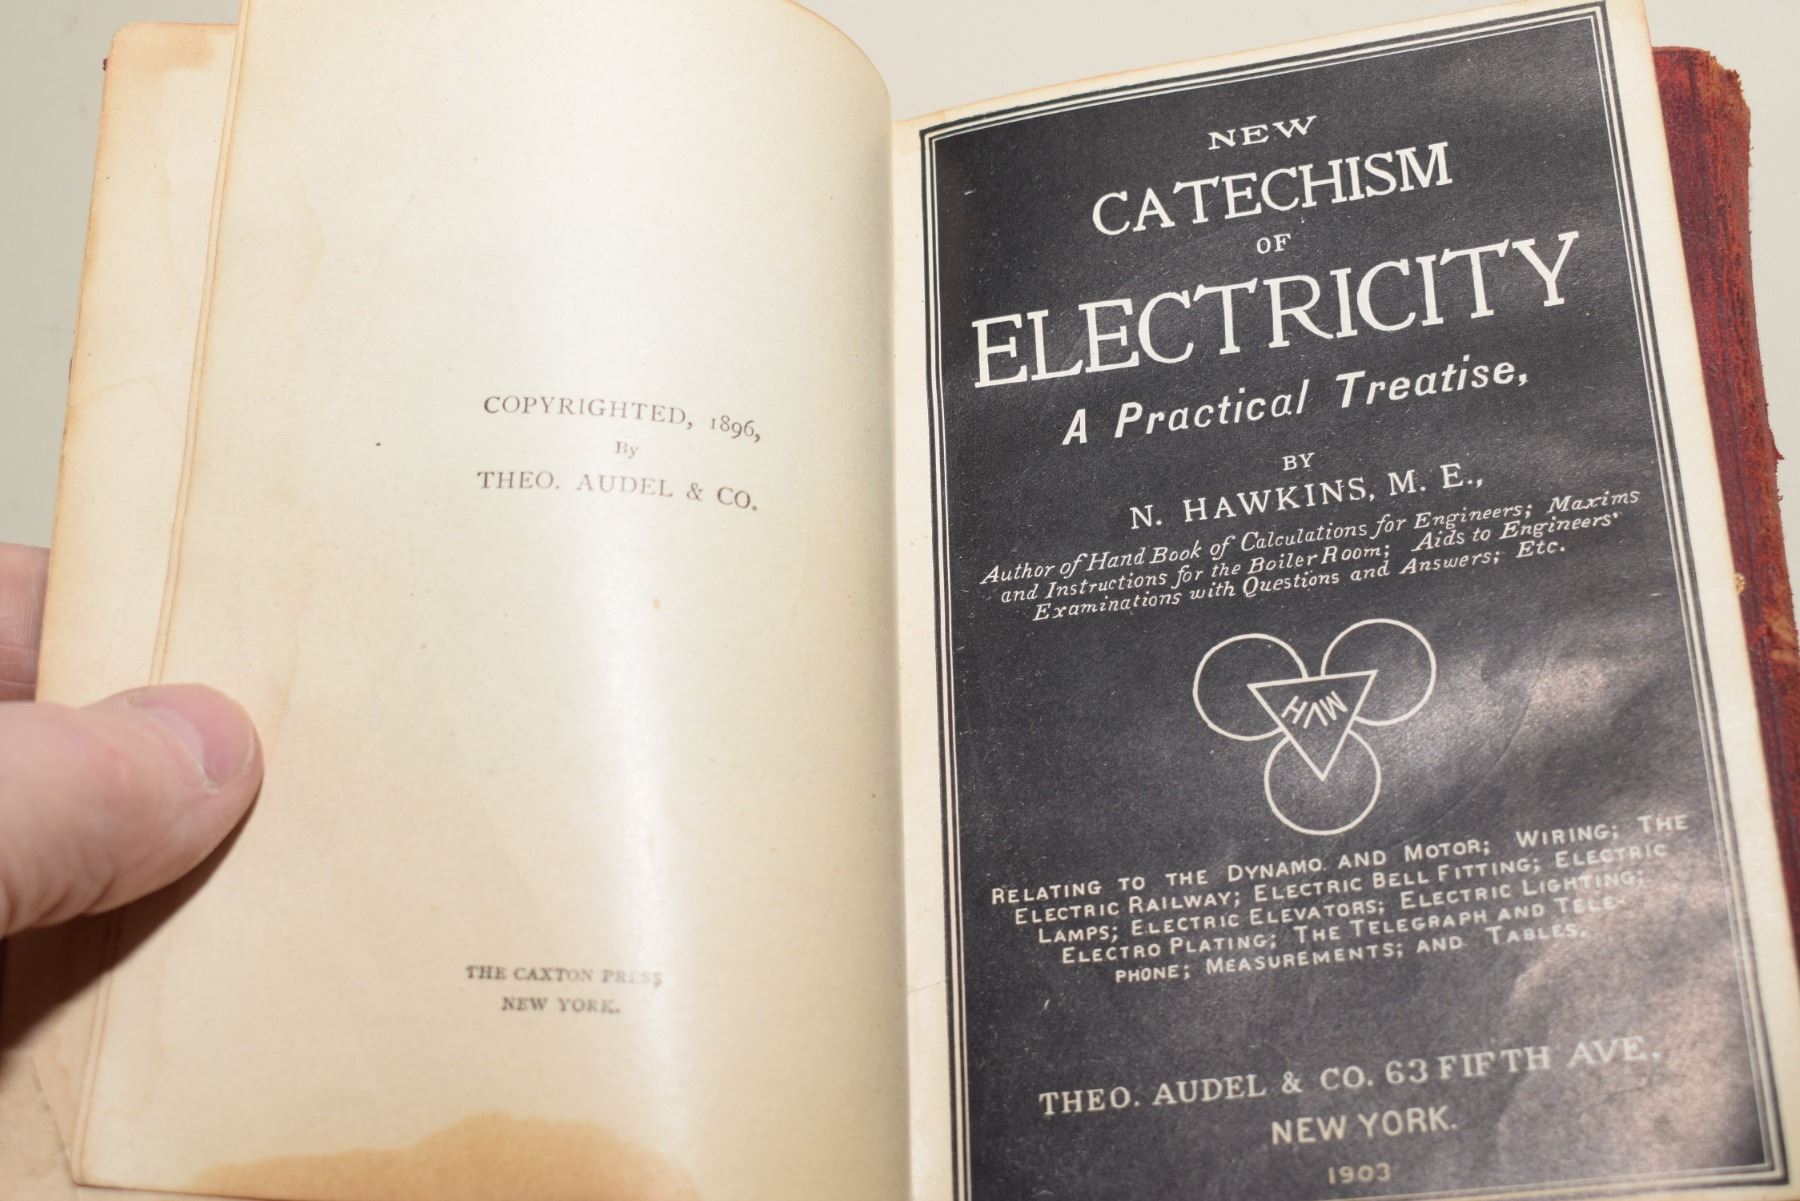 COPYRIGHTED, 1896,
By
THEO. AUDEL & CO.
THE CAXTON PRESS
NEW YORK.
NEW
CATECHISM
OF
ELECTRICITY
A Practical Treatise,
BY
N. HAWKINS, M. E.,
Author of Hand Book of Calculations for Engineers; Maxims
and Instructions for the Boiler Room; Aids to Engineers'
Examinations with Questions and Answers; Etc.
RELATING TO THE DYNAMO AND MOTOR; WIRING; THE
ELECTRIC RAILWAY; ELECTRIC BELL FITTING; ELECTRIC
LAMPS; ELECTRIC ELEVATORS; ELECTRIC LIGHTING;
ELECTRO PLATING; THE TELEGRAPH AND TELE-
PHONE; MEASUREMENTS; AND TABLES.
THEO. AUDEL & CO. 63 FIFTH AVE.
NEW YORK.
1903